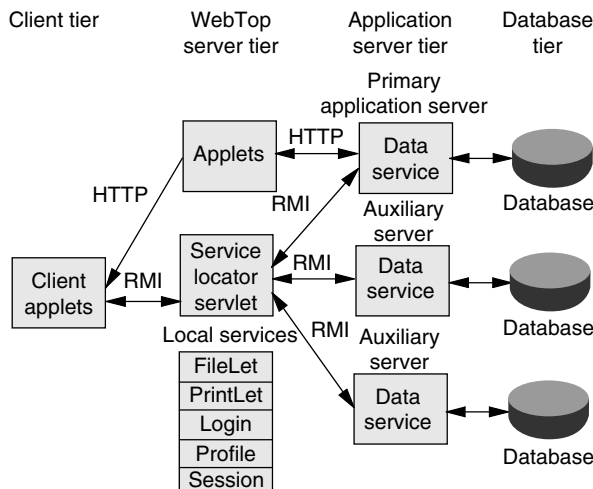 Client tier
WebTop
server tier
Application
server tier
Database
tier
Primary
application server
Applets
HTTP
Data
service
Database
HTTP
RMI
Auxiliary
server
Client
applets
RMI
Service
locator
servlet
RMI
Data
service
Database
Local services
RMI
Auxiliary
server
FileLet
PrintLet
Login
Profile
Session
Data
service
Database